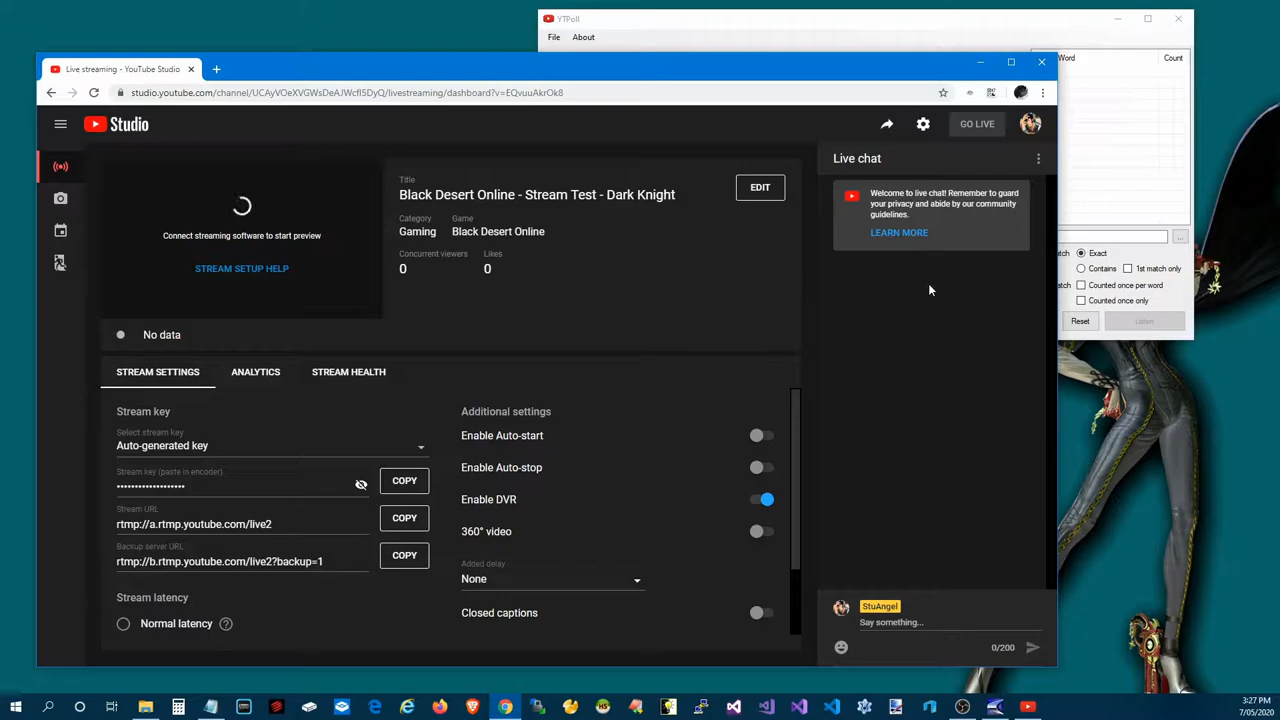 YTPoll
File About
Word Count
Live streaming - YouTube Studio
studio.youtube.com/channel/UCAyVOeXVGWsDeAJWcfI5DyQ/livestreaming/dashboard?v=EQvuuAkrOk8
Studio
GO LIVE
Connect streaming software to start preview
STREAM SETUP HELP
Title
Black Desert Online - Stream Test - Dark Knight
EDIT
Category Game
Gaming Black Desert Online
Concurrent viewers Likes
0 0
No data
Live chat
Welcome to live chat! Remember to guard
your privacy and abide by our community
guidelines.
LEARN MORE
...
Exact
Contains 1st match only
Counted once per word
Counted once only
Reset Listen
STREAM SETTINGS ANALYTICS STREAM HEALTH
Stream key
Select stream key
Auto-generated key
Stream key (paste in encoder)
••••••••••••••••••• COPY
Stream URL
rtmp://a.rtmp.youtube.com/live2 COPY
Backup server URL
rtmp://b.rtmp.youtube.com/live2?backup=1 COPY
Stream latency
Normal latency
Additional settings
Enable Auto-start
Enable Auto-stop
Enable DVR
360° video
Added delay
None
Closed captions
StuAngel
Say something...
0/200
3:27 PM
7/05/2020